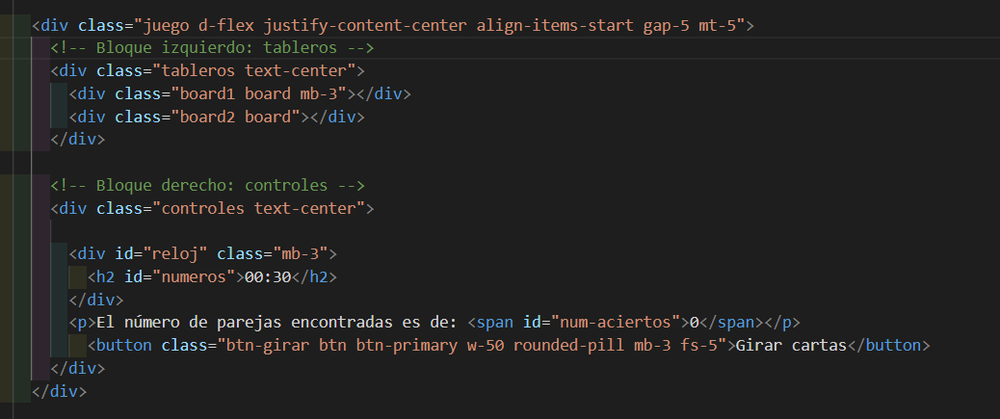 <div class="juego d-flex justify-content-center align-items-start gap-5 mt-5">
<!-- Bloque izquierdo: tableros -->
<div class="tableros text-center">
<div class="board1 board mb-3"></div>
<div class="board2 board"></div>
</div>
<!-- Bloque derecho: controles -->
<div class="controles text-center">
<div id="reloj" class="mb-3">
<h2 id="numeros">00:30</h2>
</div>
<p>El número de parejas encontradas es de: <span id="num-aciertos">0</span></p>
<button class="btn-girar btn btn-primary w-50 rounded-pill mb-3 fs-5">Girar cartas</button>
</div>
</div>